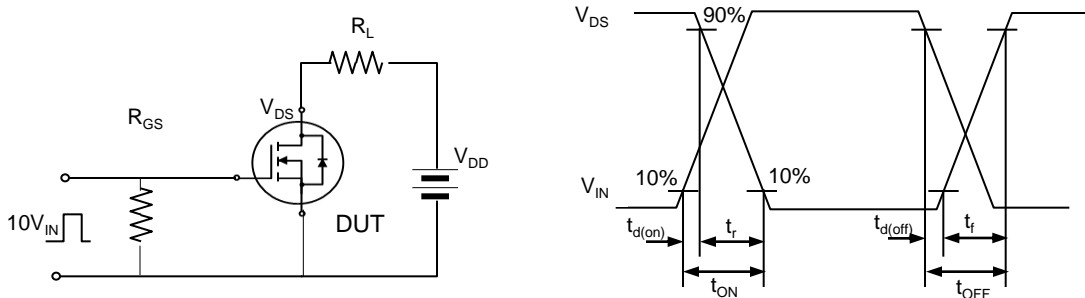 R_L
R_GS
V_DS
V_DD
10V_IN
DUT
V_DS
90%
V_IN
10%
10%
t_d(on)
t_r
t_d(off)
t_f
t_ON
t_OFF